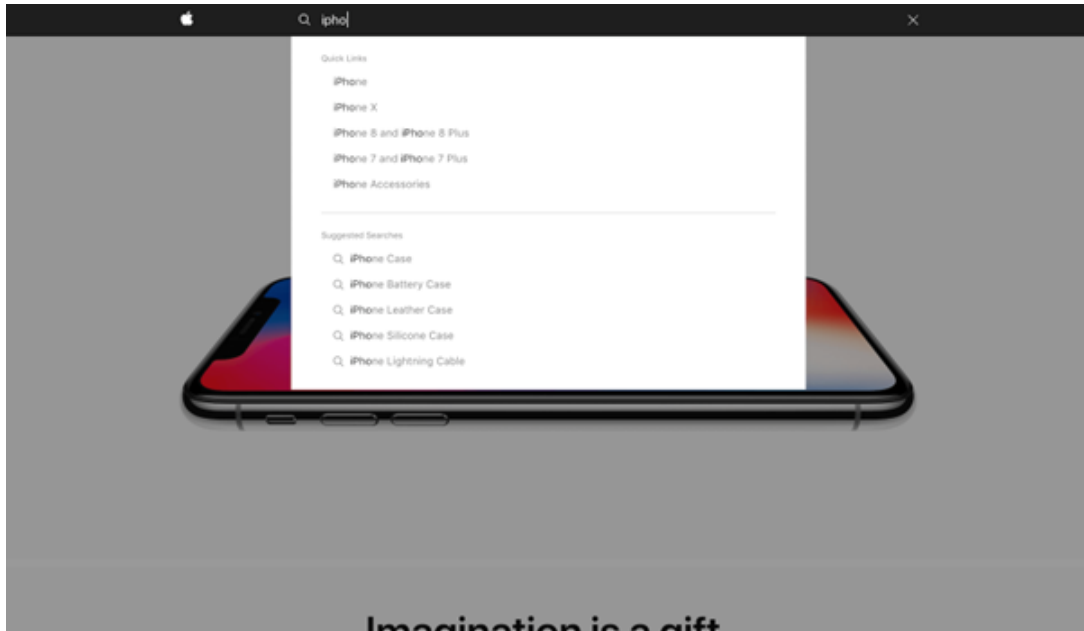 ipho
Quick Links
iPhone
iPhone X
iPhone 8 and iPhone 8 Plus
iPhone 7 and iPhone 7 Plus
iPhone Accessories
Suggested Searches
iPhone Case
iPhone Battery Case
iPhone Leather Case
iPhone Silicone Case
iPhone Lightning Cable
Imagination is a gift